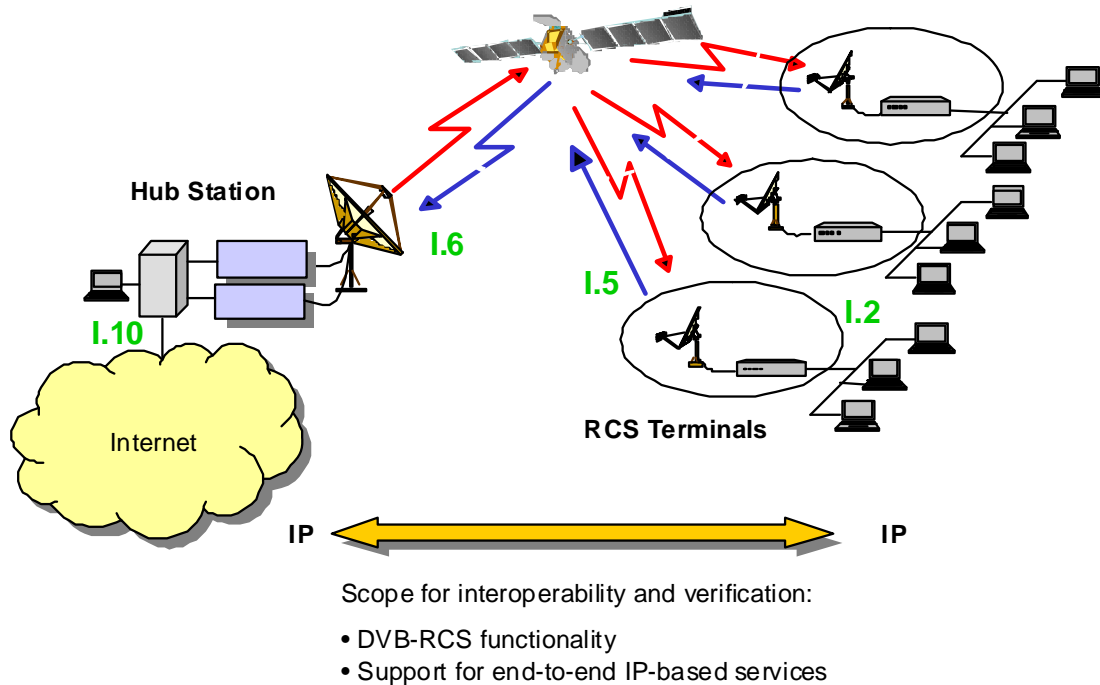 Hub Station
I.6
I.5
I.2
I.10
Internet
RCS Terminals
IP
IP
Scope for interoperability and verification:
• DVB-RCS functionality
• Support for end-to-end IP-based services